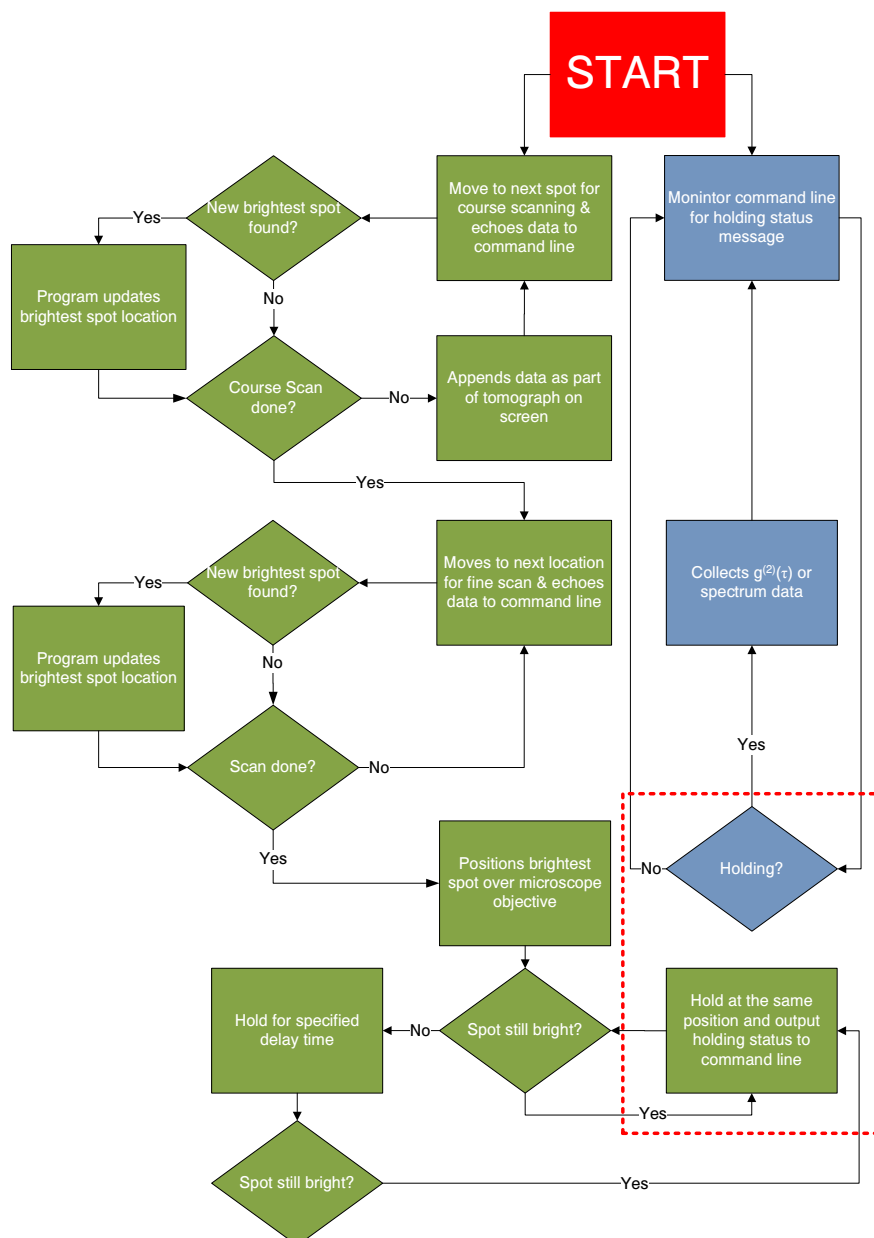 START
Move to next spot for
course scanning &
echoes data to
command line
Monintor command line
for holding status
message
New brightest spot
found?
Yes
Program updates
brightest spot location
No
Course Scan
done?
No
Appends data as part
of tomograph on
screen
Yes
New brightest spot
found?
Yes
Moves to next location
for fine scan & echoes
data to command line
Collects g⁽²⁾(τ) or
spectrum data
Program updates
brightest spot location
No
Scan done?
No
Yes
Yes
Positions brightest
spot over microscope
objective
No
Holding?
Hold for specified
delay time
No
Spot still bright?
Hold at the same
position and output
holding status to
command line
Yes
Spot still bright?
Yes